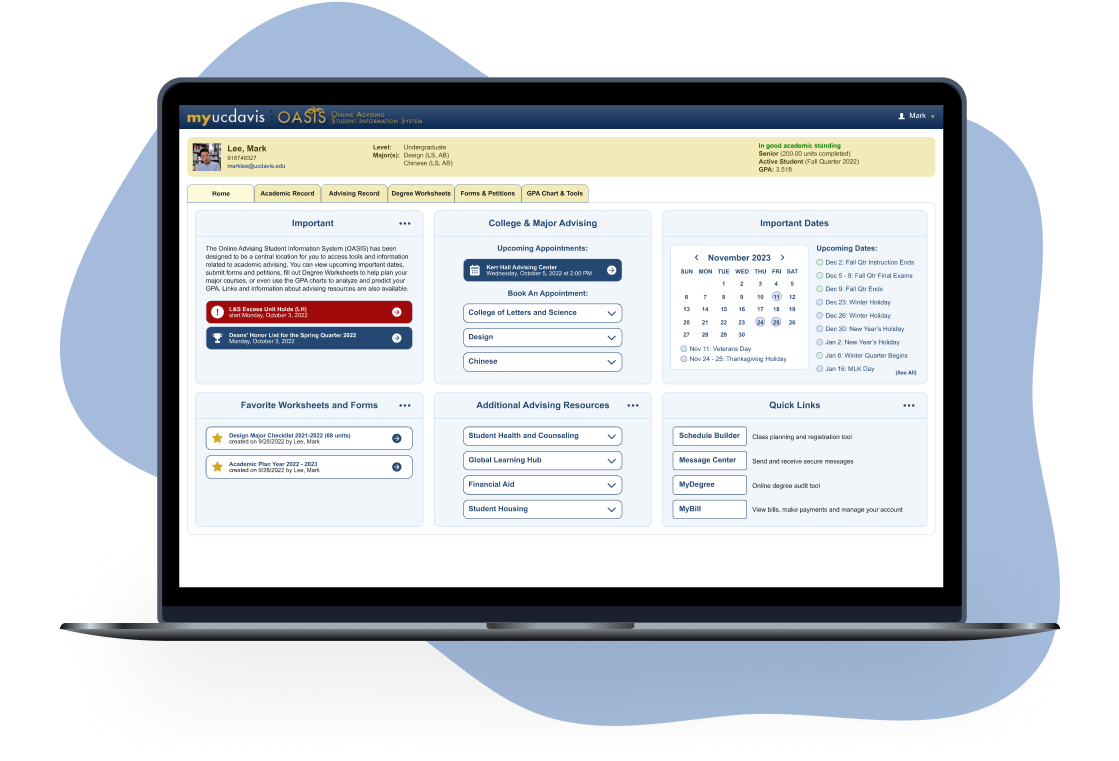 myucdavis : OASIS ONLINE ADVISING STUDENT INFORMATION SYSTEM
Mark
Lee, Mark
916749327
marklee@ucdavis.edu
Level: Undergraduate
Major(s): Design (LS, AB)
Chinese (LS, AB)
In good academic standing
Senior (200.00 units completed)
Active Student (Fall Quarter 2022)
GPA: 3.518
Home
Academic Record
Advising Record
Degree Worksheets
Forms & Petitions
GPA Chart & Tools
Important
The Online Advising Student Information System (OASIS) has been
designed to be a central location for you to access tools and information
related to academic advising. You can view upcoming important dates,
submit forms and petitions, fill out Degree Worksheets to help plan your
major courses, or even use the GPA charts to analyze and predict your
GPA. Links and information about advising resources are also available.
L&S Excess Unit Holds (LH)
start Monday, October 3, 2022
Deans' Honor List for the Spring Quarter 2022
Monday, October 3, 2022
College & Major Advising
Upcoming Appointments:
Kerr Hall Advising Center
Wednesday, October 5, 2022 at 2:00 PM
Book An Appointment:
College of Letters and Science
Design
Chinese
Important Dates
November 2023
SUN MON TUE WED THU FRI SAT
1 2 3 4 5
6 7 8 9 10 11 12
13 14 15 16 17 18 19
20 21 22 23 24 25 26
27 28 29 30
Nov 11: Veterans Day
Nov 24 - 25: Thanksgiving Holiday
Upcoming Dates:
Dec 2: Fall Qtr Instruction Ends
Dec 5 - 9: Fall Qtr Final Exams
Dec 9: Fall Qtr Ends
Dec 23: Winter Holiday
Dec 26: Winter Holiday
Dec 30: New Year's Holiday
Jan 2: New Year's Holiday
Jan 8: Winter Quarter Begins
Jan 16: MLK Day
(See All)
Favorite Worksheets and Forms
Design Major Checklist 2021-2022 (68 units)
created on 9/28/2022 by Lee, Mark
Academic Plan Year 2022 - 2023
created on 9/28/2022 by Lee, Mark
Additional Advising Resources
Student Health and Counseling
Global Learning Hub
Financial Aid
Student Housing
Quick Links
Schedule Builder Class planning and registration tool
Message Center Send and receive secure messages
MyDegree Online degree audit tool
MyBill View bills, make payments and manage your account